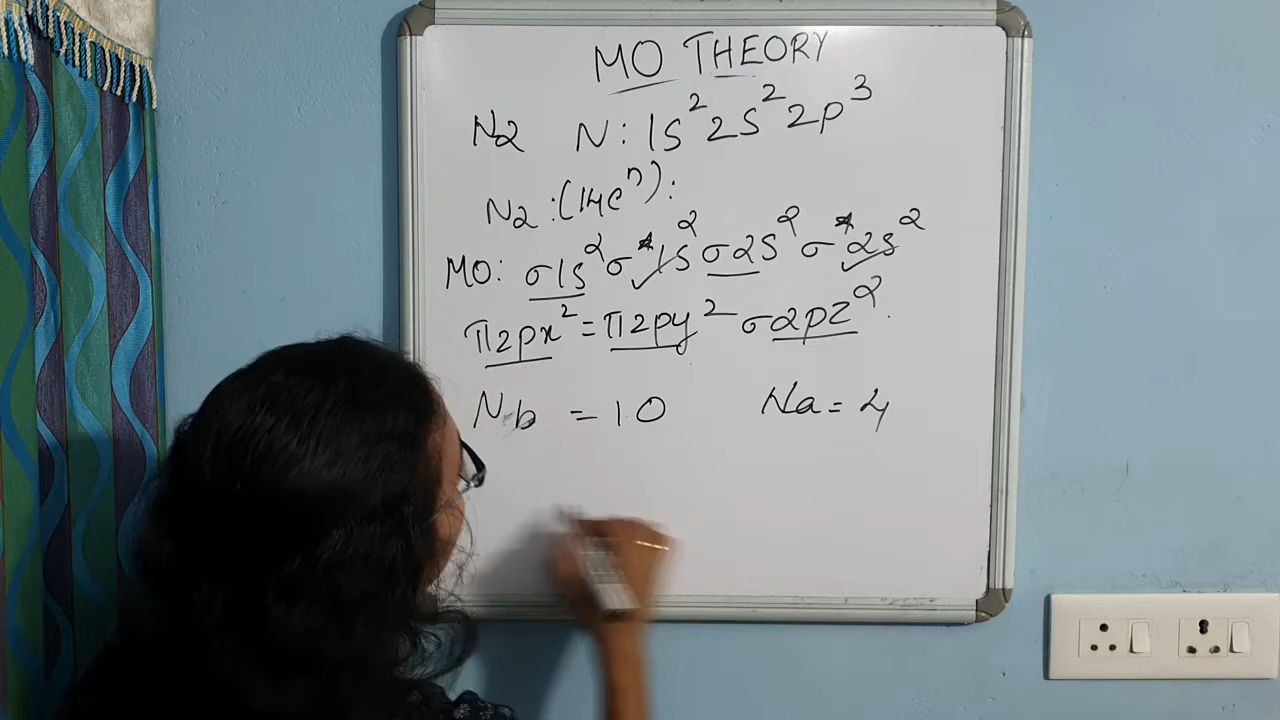 MO THEORY
N2 N: 1s² 2s² 2p³
N2 :(14eⁿ):
MO: σ1s² σ*1s² σ2s² σ*2s²
π2px² = π2py² σ2pz².
Nb = 10 Na = 4